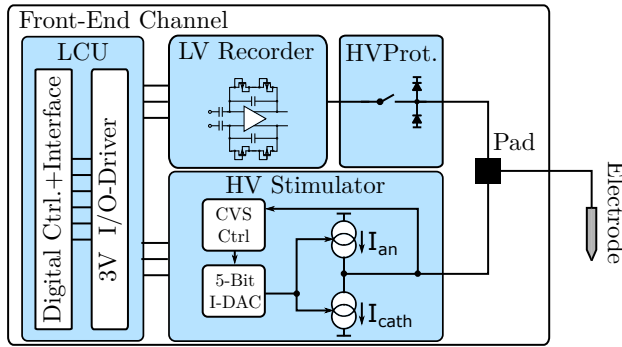 Front-End Channel
LCU
Digital Ctrl.+Interface
3V I/O-Driver
LV Recorder
HVProt.
Pad
Electrode
HV Stimulator
CVS
Ctrl
5-Bit
I-DAC
I_an
I_cath